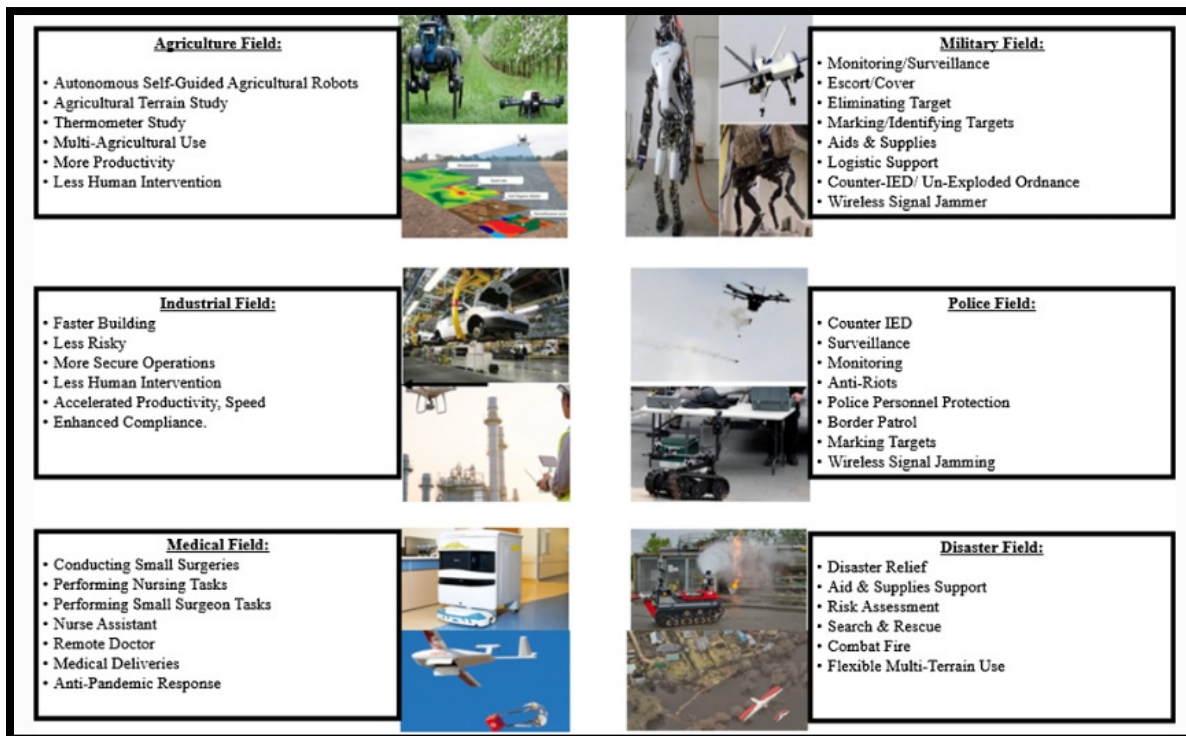 Agriculture Field:
• Autonomous Self-Guided Agricultural Robots
• Agricultural Terrain Study
• Thermometer Study
• Multi-Agricultural Use
• More Productivity
• Less Human Intervention
Military Field:
• Monitoring/Surveillance
• Escort/Cover
• Eliminating Target
• Marking/Identifying Targets
• Aids & Supplies
• Logistic Support
• Counter-IED/ Un-Exploded Ordnance
• Wireless Signal Jammer
Industrial Field:
• Faster Building
• Less Risky
• More Secure Operations
• Less Human Intervention
• Accelerated Productivity, Speed
• Enhanced Compliance.
Police Field:
• Counter IED
• Surveillance
• Monitoring
• Anti-Riots
• Police Personnel Protection
• Border Patrol
• Marking Targets
• Wireless Signal Jamming
Medical Field:
• Conducting Small Surgeries
• Performing Nursing Tasks
• Performing Small Surgeon Tasks
• Nurse Assistant
• Remote Doctor
• Medical Deliveries
• Anti-Pandemic Response
Disaster Field:
• Disaster Relief
• Aid & Supplies Support
• Risk Assessment
• Search & Rescue
• Combat Fire
• Flexible Multi-Terrain Use